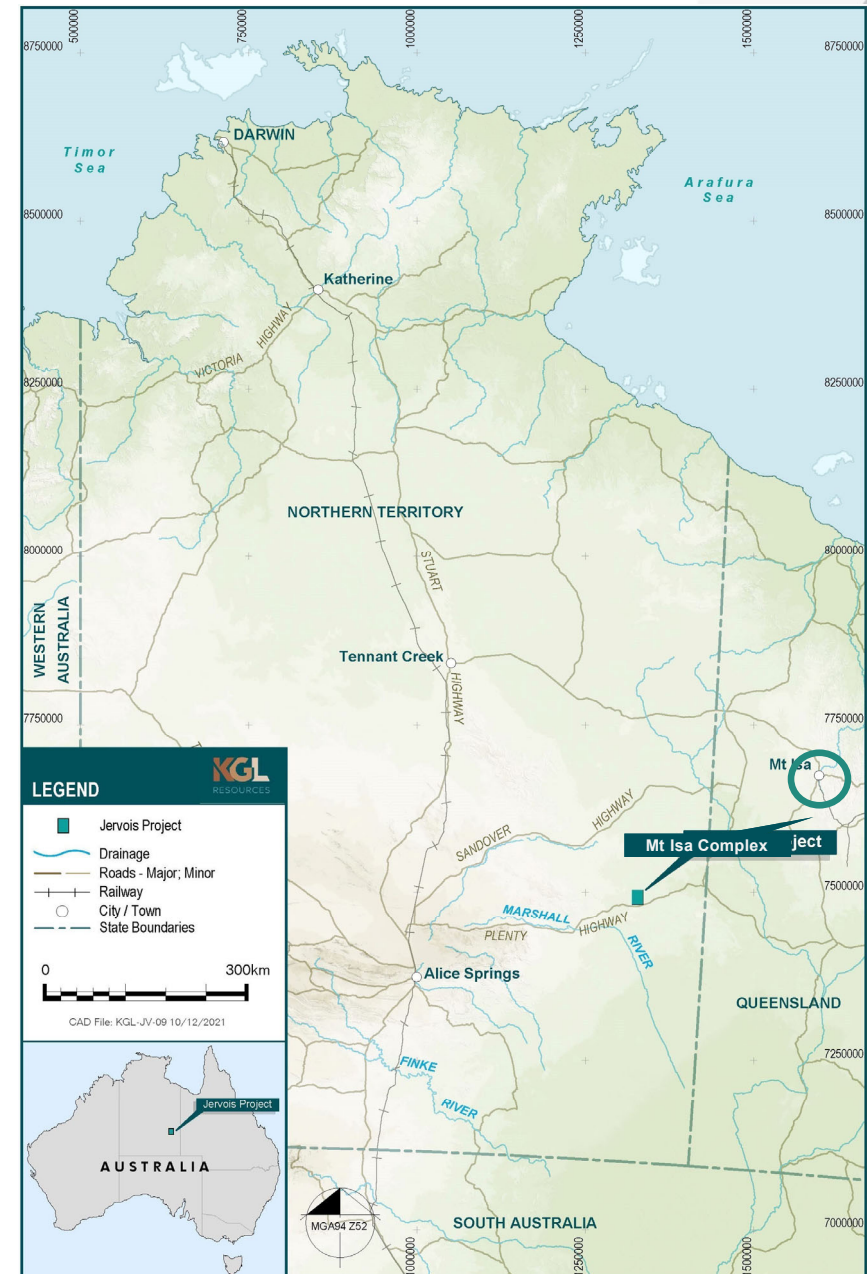 500000
750000
1000000
1250000
1500000
8750000
8750000
DARWIN
Timor
Sea
Arafura
Sea
8500000
8500000
Katherine
VICTORIA
HIGHWAY
8250000
8250000
NORTHERN TERRITORY
8000000
8000000
STUART
HIGHWAY
WESTERN
AUSTRALIA
Tennant Creek
7750000
7750000
Mt Isa
SANDOVER
HIGHWAY
Mt Isa Complex
ject
7500000
MARSHALL
RIVER
PLENTY
HIGHWAY
Alice Springs
QUEENSLAND
7250000
FINKE
RIVER
SOUTH AUSTRALIA
7000000
1000000
1250000
1500000
MGA94 Z52
KGL
RESOURCES
LEGEND
Jervois Project
Drainage
Roads - Major; Minor
Railway
City / Town
State Boundaries
0
300km
CAD File: KGL-JV-09 10/12/2021
Jervois Project
AUSTRALIA